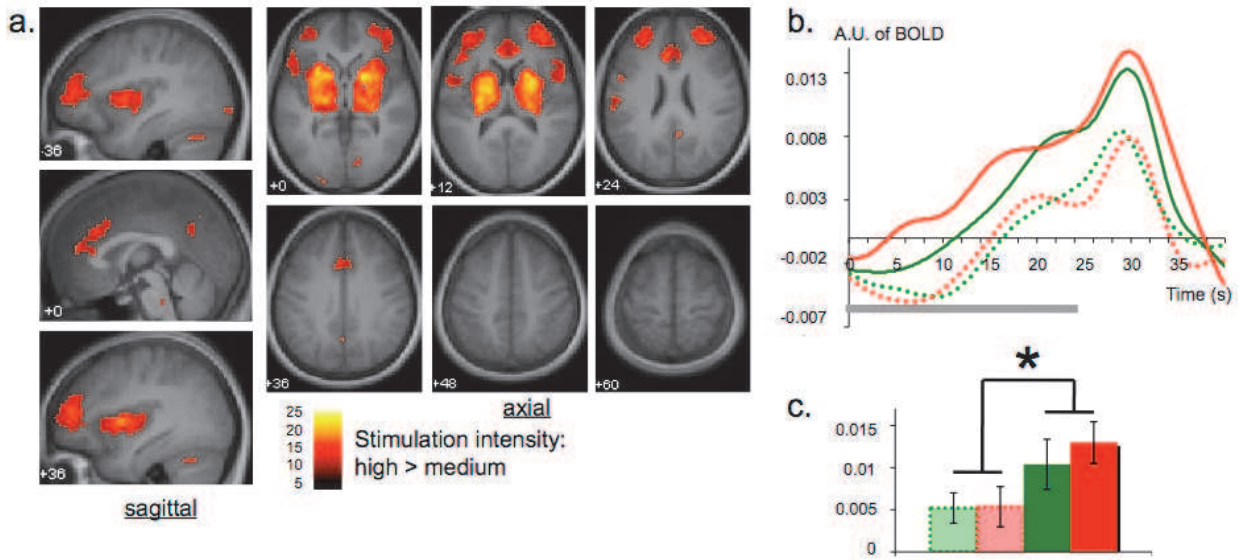 a.
-36
+0
+36
sagittal
+0
+12
+24
+36
+48
+60
axial
25
20
15
10
5
Stimulation intensity:
high > medium
b.
A.U. of BOLD
0.013
0.008
0.003
-0.002
-0.007
0 5 10 15 20 25 30 35
Time (s)
c.
*
0.015
0.01
0.005
0